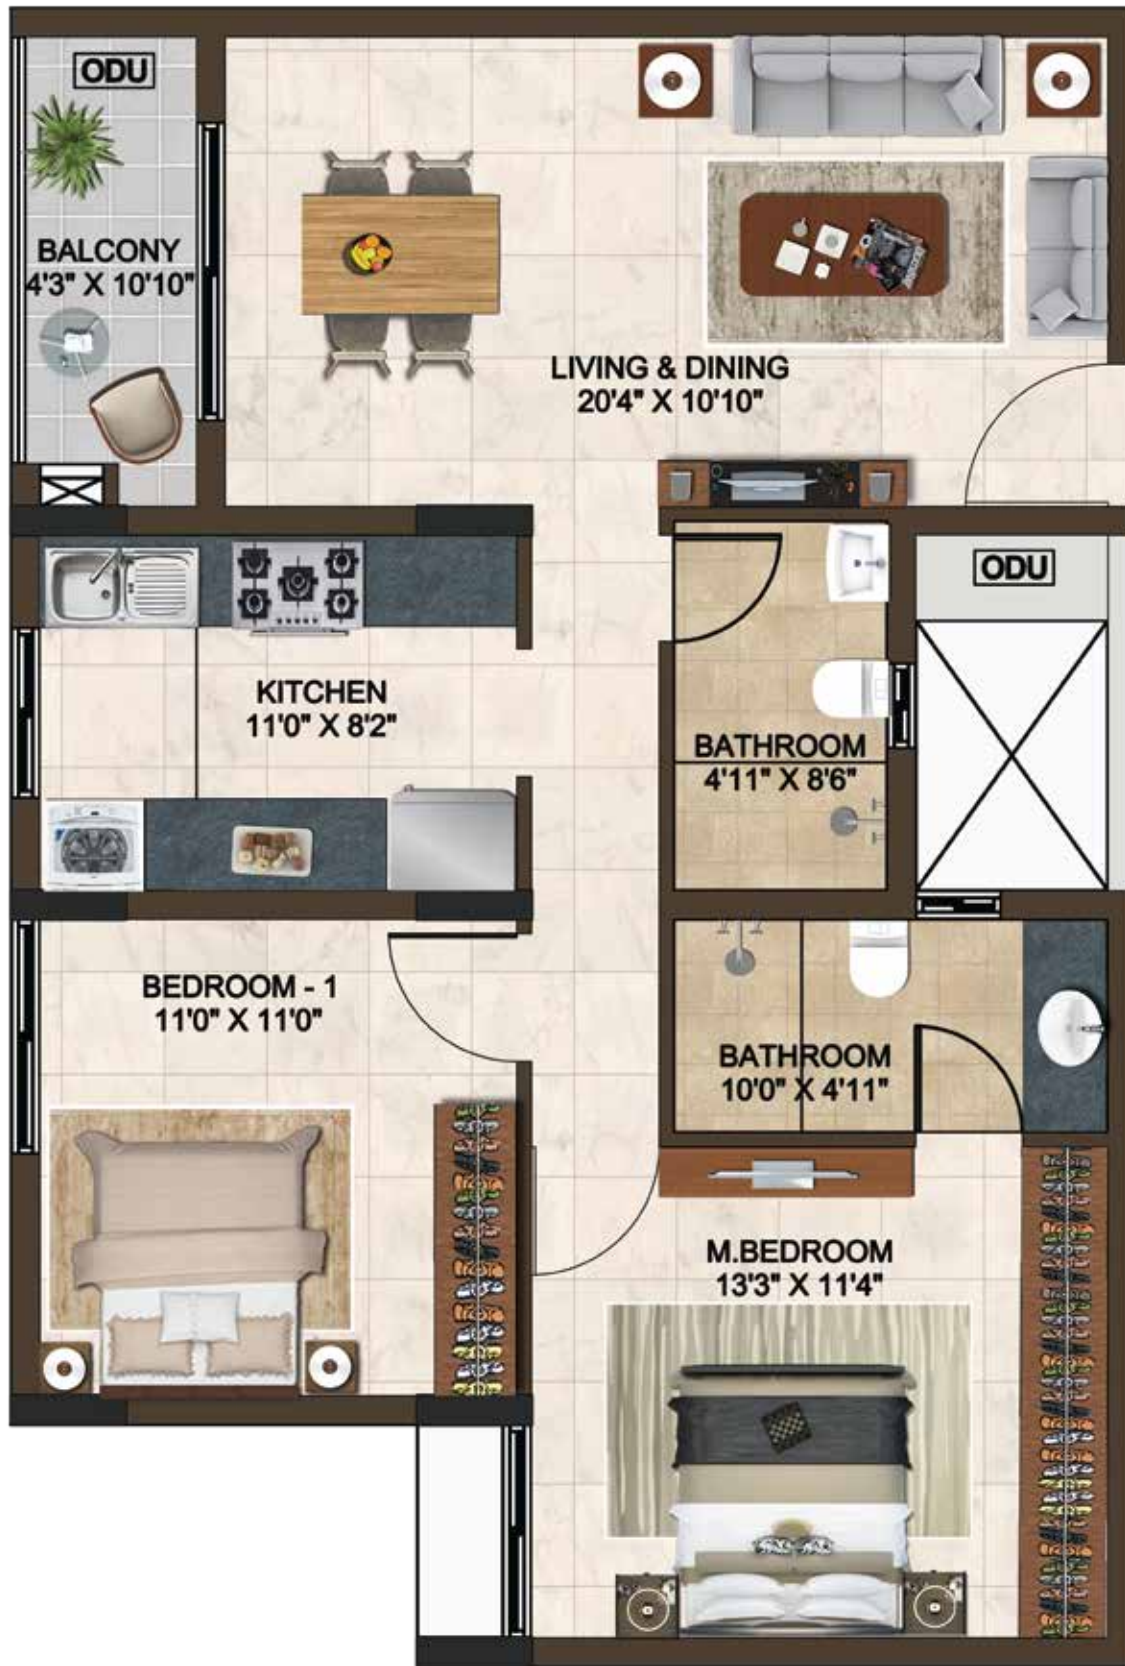 ODU
BALCONY
4'3" X 10'10"
LIVING & DINING
20'4" X 10'10"
ODU
KITCHEN
11'0" X 8'2"
BATHROOM
4'11" X 8'6"
BEDROOM - 1
11'0" X 11'0"
BATHROOM
10'0" X 4'11"
M.BEDROOM
13'3" X 11'4"